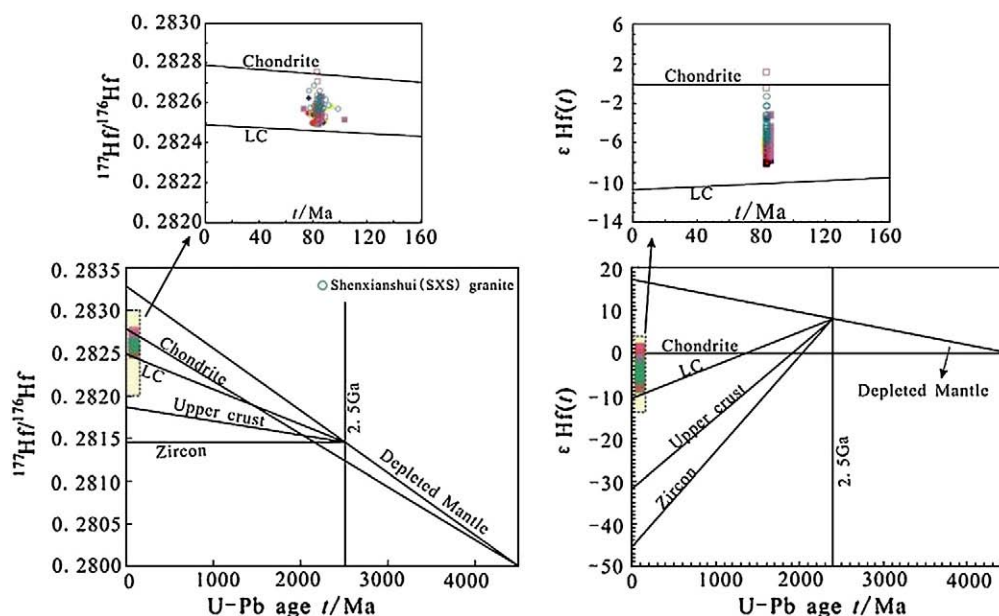 0. 2830
0. 2828
0. 2826
0. 2824
0. 2822
0. 2820
¹⁷⁷Hf/¹⁷⁶Hf
Chondrite
LC
t/Ma
0 40 80 120 160
6
2
-2
-6
-10
-14
ε Hf(t)
Chondrite
LC
t/Ma
0 40 80 120 160
0. 2835
0. 2830
0. 2825
0. 2820
0. 2815
0. 2810
0. 2805
0. 2800
¹⁷⁷Hf/¹⁷⁶Hf
Shenxianshui(SXS) granite
Chondrite
LC
Upper crust
Zircon
2. 5Ga
Depleted Mantle
0 1000 2000 3000 4000
U-Pb age t/Ma
20
10
0
-10
-20
-30
-40
-50
ε Hf(t)
Chondrite
LC
Upper crust
Zircon
2. 5Ga
Depleted Mantle
0 1000 2000 3000 4000
U-Pb age t/Ma